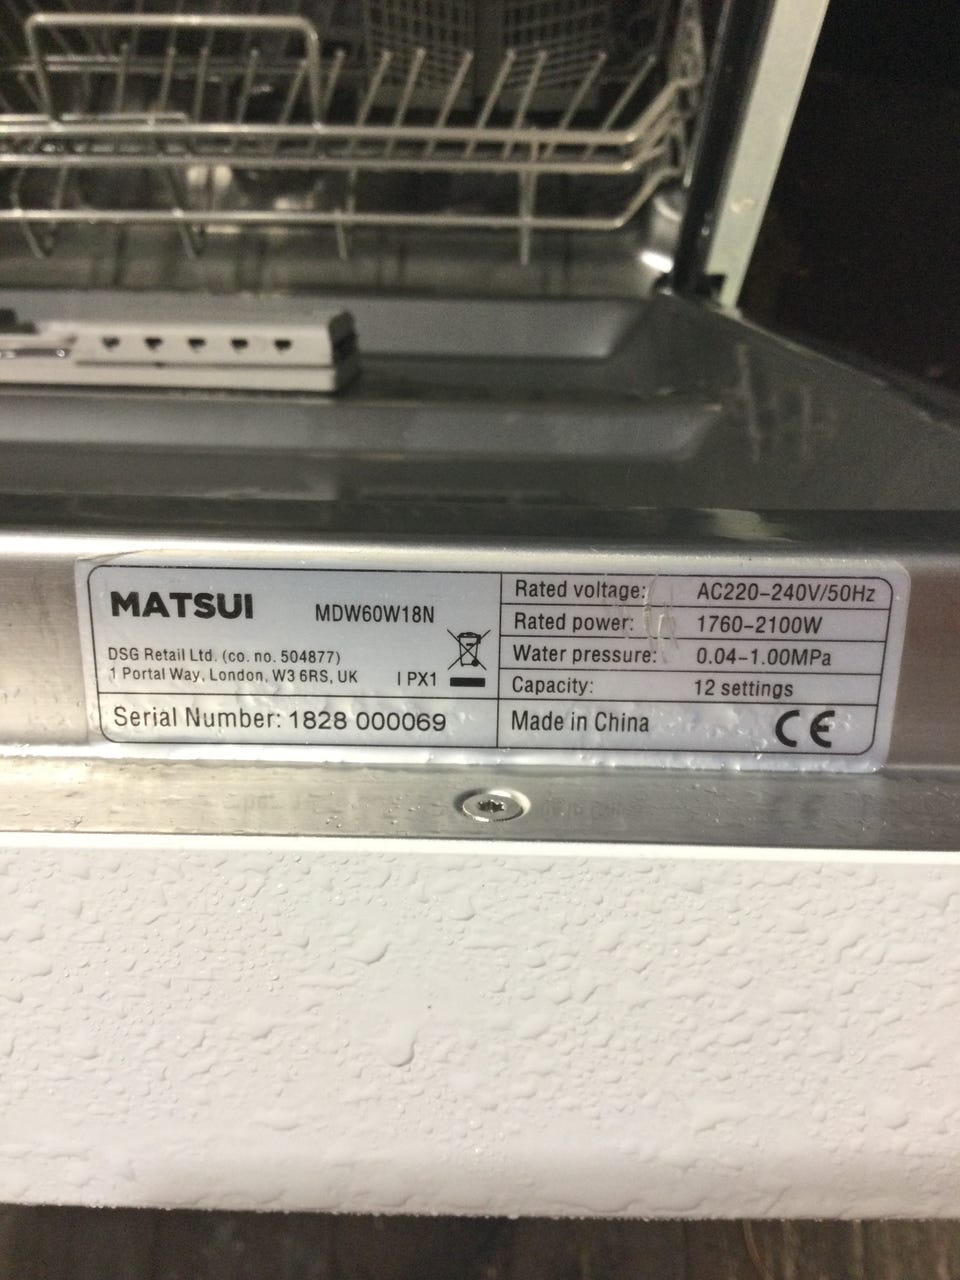 MATSUI MDW60W18N
DSG Retail Ltd. (co. no. 504877)
1 Portal Way, London, W3 6RS, UK IPX1
Serial Number: 1828 000069
Rated voltage: AC220-240V/50Hz
Rated power: 1760-2100W
Water pressure: 0.04-1.00MPa
Capacity: 12 settings
Made in China CE